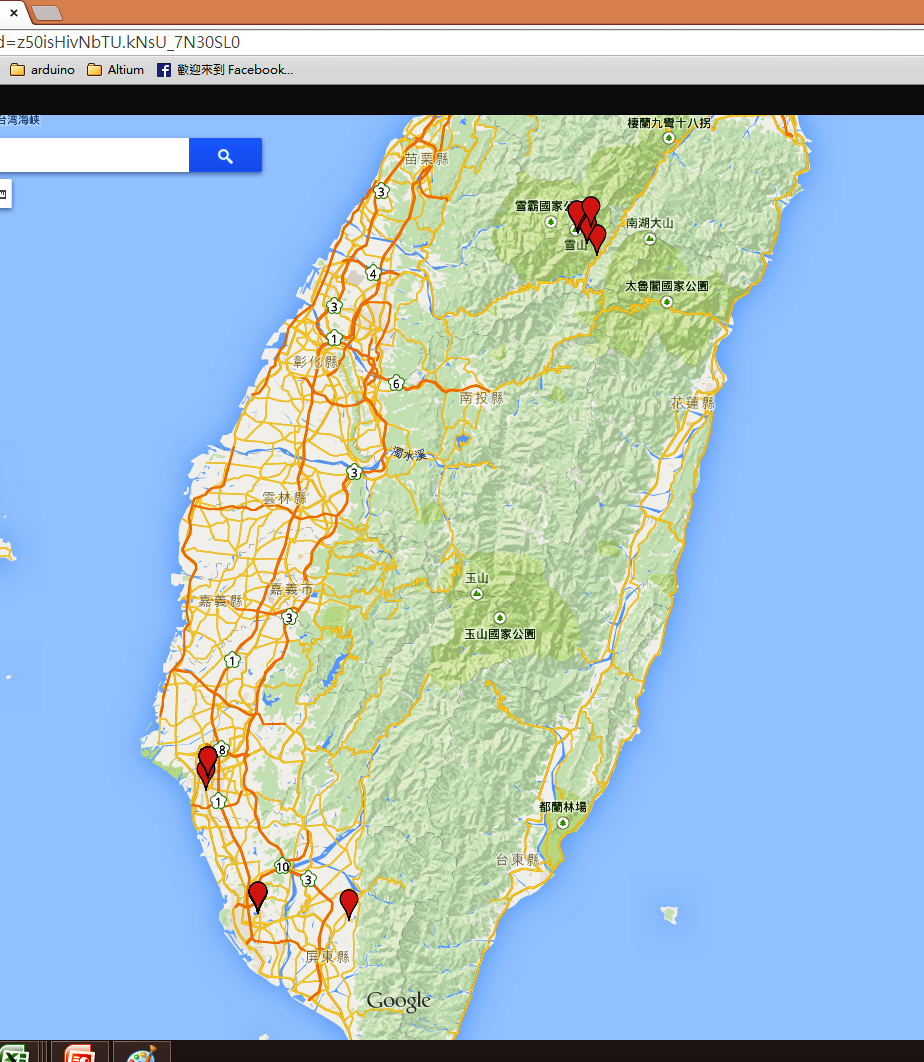 d=z50isHivNbTU.kNsU_7N30SL0
arduino
Altium
歡迎來到 Facebook...
台湾海峡
棲蘭九彎十八拐
苗栗縣
3
雪霸國家公
南湖大山
雪山
4
太魯閣國家公園
3
1
彰化縣
6
南投縣
花蓮縣
濁水溪
3
雲林縣
玉山
嘉義市
嘉義縣
3
玉山國家公園
1
8
1
都蘭林場
台東縣
10
3
屏東縣
Google